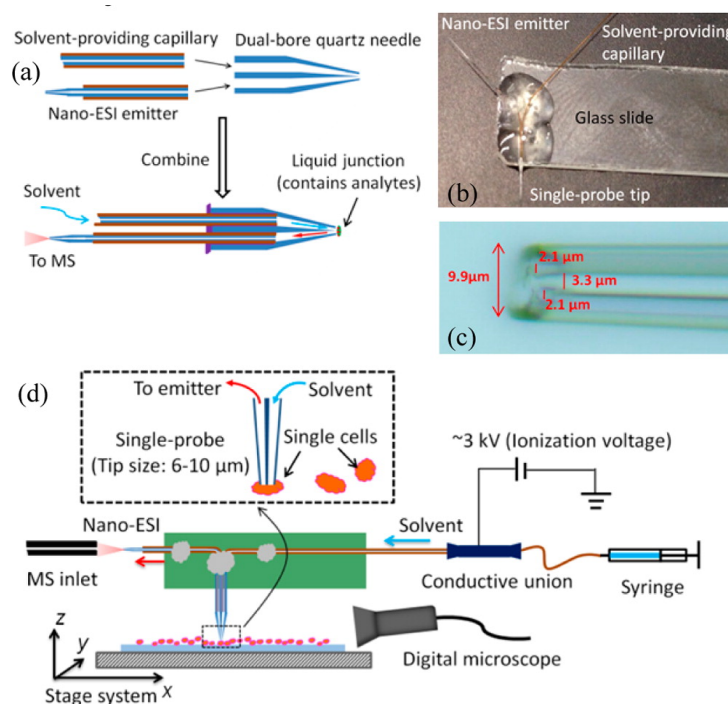 Solvent-providing capillary
Dual-bore quartz needle
(a)
Nano-ESI emitter
Combine
Liquid junction
(contains analytes)
Solvent
To MS
Nano-ESI emitter
Solvent-providing
capillary
Glass slide
(b)
Single-probe tip
2.1 μm
9.9μm
3.3 μm
2.1 μm
(c)
(d)
To emitter
Solvent
Single-probe
(Tip size: 6-10 μm)
Single cells
~3 kV (Ionization voltage)
Nano-ESI
Solvent
MS inlet
Conductive union
Syringe
z
y
x
Stage system
Digital microscope